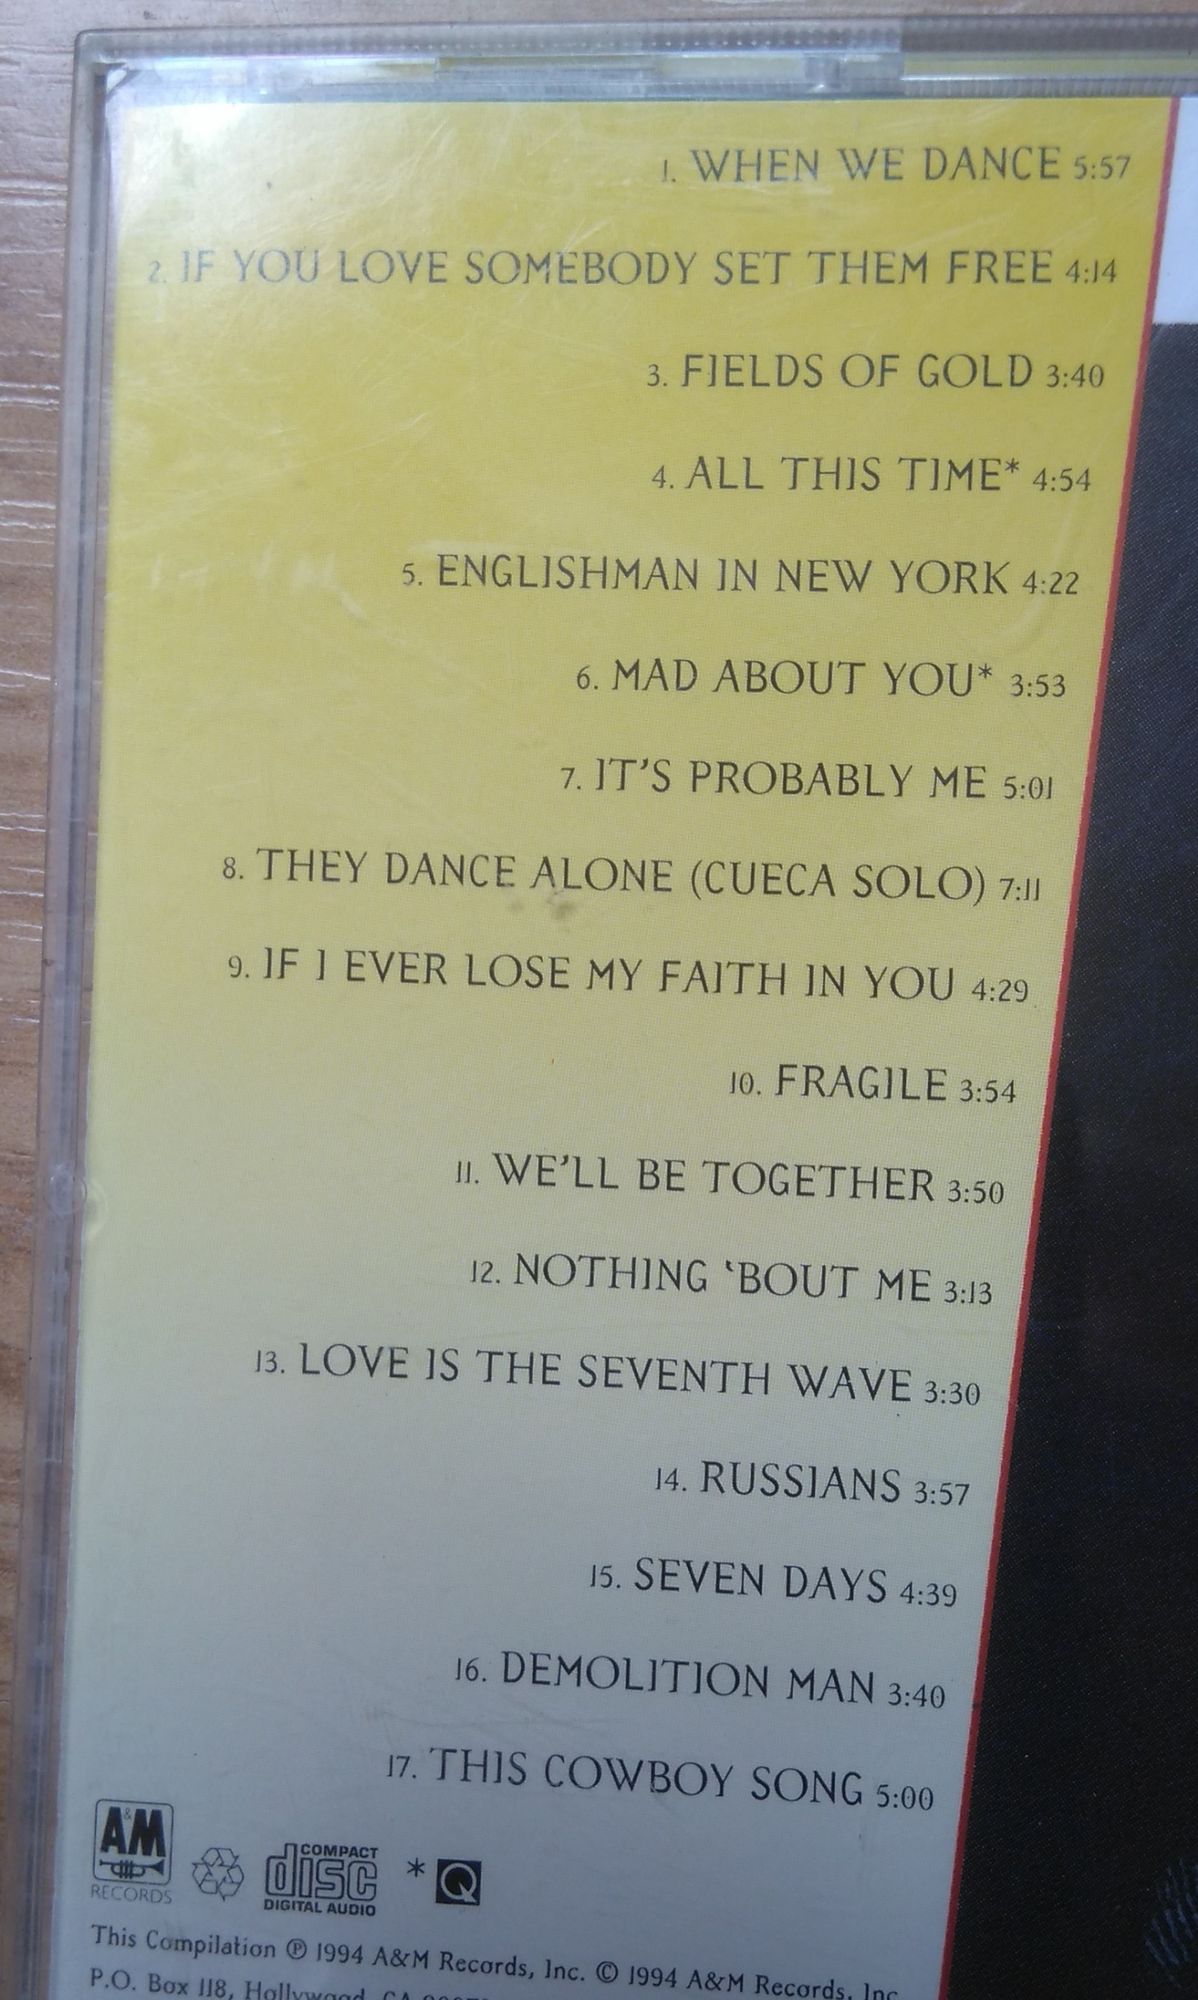 1. WHEN WE DANCE 5:57
2. IF YOU LOVE SOMEBODY SET THEM FREE 4:14
3. FIELDS OF GOLD 3:40
4. ALL THIS TIME* 4:54
5. ENGLISHMAN IN NEW YORK 4:22
6. MAD ABOUT YOU* 3:53
7. IT'S PROBABLY ME 5:01
8. THEY DANCE ALONE (CUECA SOLO) 7:11
9. IF I EVER LOSE MY FAITH IN YOU 4:29
10. FRAGILE 3:54
11. WE'LL BE TOGETHER 3:50
12. NOTHING 'BOUT ME 3:13
13. LOVE IS THE SEVENTH WAVE 3:30
14. RUSSIANS 3:57
15. SEVEN DAYS 4:39
16. DEMOLITION MAN 3:40
17. THIS COWBOY SONG 5:00
A&M
RECORDS
COMPACT
disc
DIGITAL AUDIO
* Q
This Compilation ℗ 1994 A&M Records, Inc. © 1994 A&M Records, Inc
P.O. Box 118, Hollywood, CA